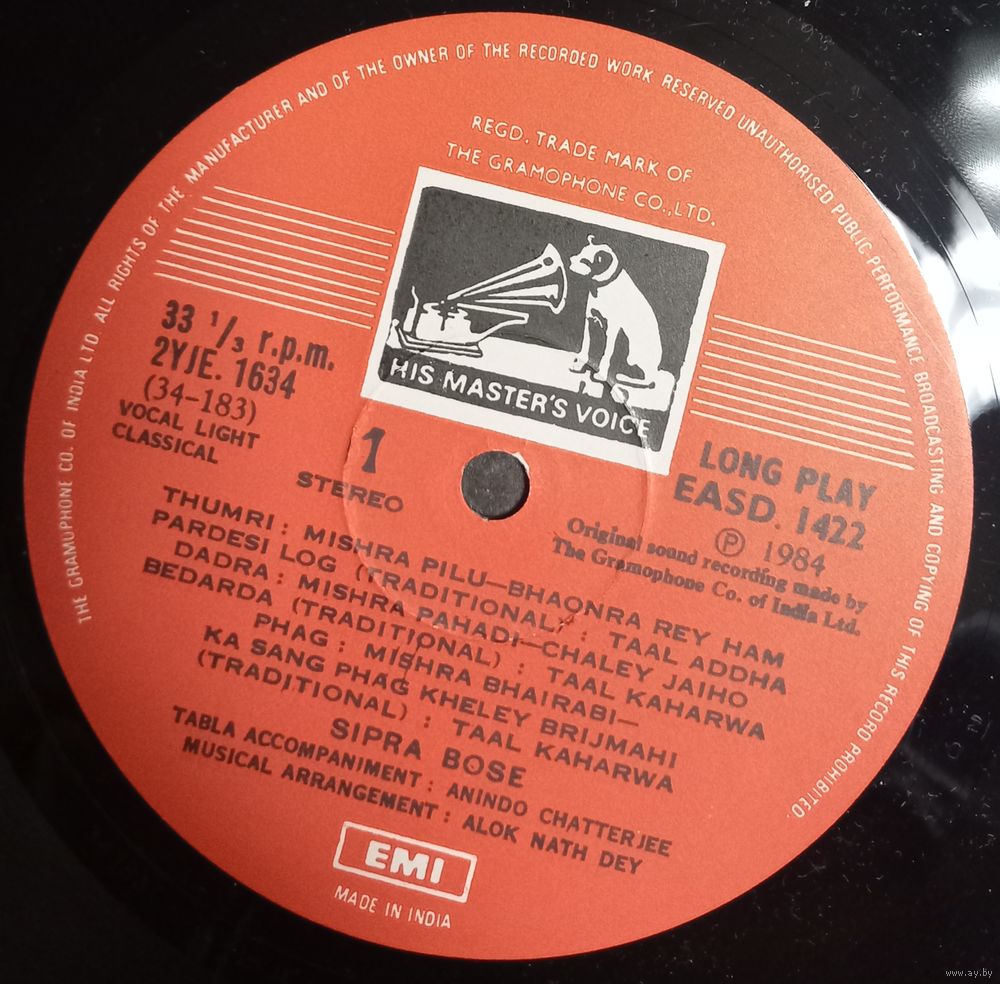 THE GRAMOPHONE CO. OF INDIA LTD. ALL RIGHTS OF THE MANUFACTURER AND OF THE OWNER OF THE RECORDED WORK RESERVED UNAUTHORISED PUBLIC PERFORMANCE BROADCASTING AND COPYING OF THIS RECORD PROHIBITED.
REGD. TRADE MARK OF
THE GRAMOPHONE CO., LTD.
HIS MASTER'S VOICE
33 1/3 r.p.m.
2YJE. 1634
(34-183)
VOCAL LIGHT
CLASSICAL
1
STEREO
LONG PLAY
EASD. 1422
Ⓟ 1984
Original sound recording made by
The Gramophone Co. of India Ltd.
THUMRI : MISHRA PILU—BHAONRA REY HAM
PARDESI LOG (TRADITIONAL) : TAAL ADDHA
DADRA : MISHRA PAHADI—CHALEY JAIHO
BEDARDA (TRADITIONAL) : TAAL KAHARWA
PHAG : MISHRA BHAIRABI—
KA SANG PHAG KHELEY BRIJMAHI
(TRADITIONAL) : TAAL KAHARWA
SIPRA BOSE
TABLA ACCOMPANIMENT : ANINDO CHATTERJEE
MUSICAL ARRANGEMENT : ALOK NATH DEY
EMI
MADE IN INDIA
www.ay.by